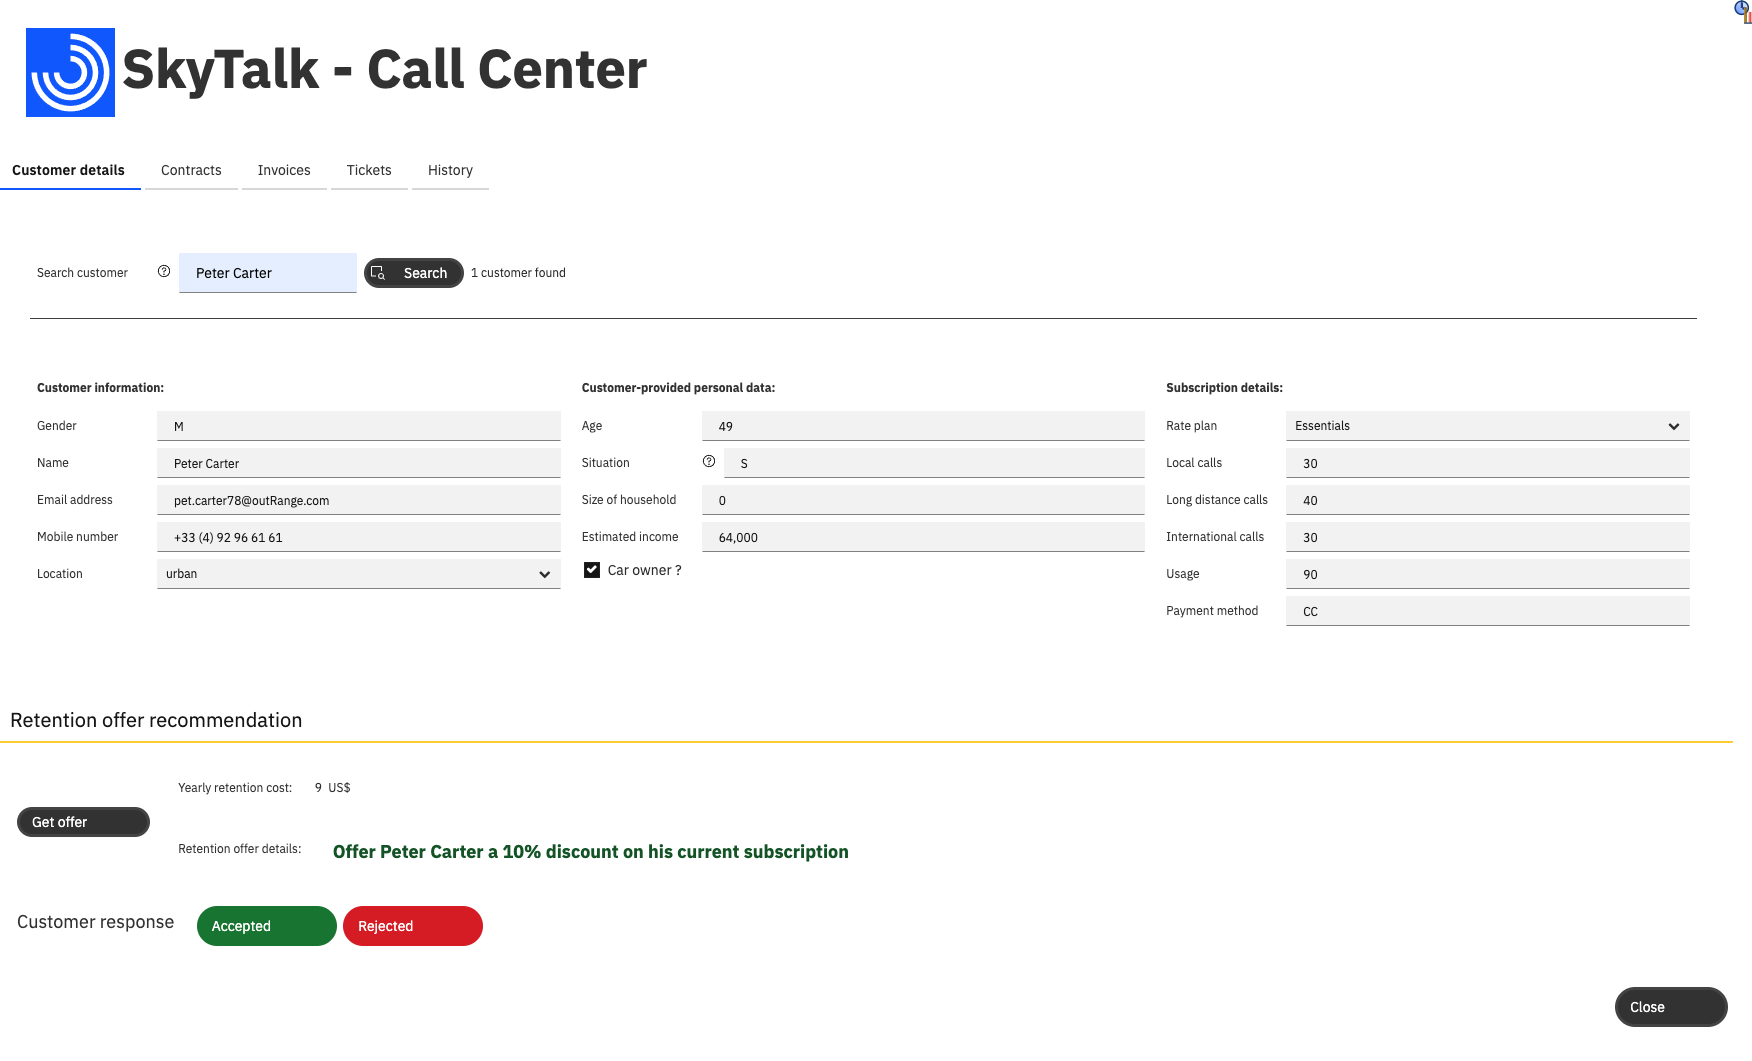 SkyTalk - Call Center
Customer details
Contracts
Invoices
Tickets
History
Search customer
Peter Carter
Search
1 customer found
Customer information:
Gender
M
Name
Peter Carter
Email address
pet.carter78@outRange.com
Mobile number
+33 (4) 92 96 61 61
Location
urban
Customer-provided personal data:
Age
49
Situation
S
Size of household
0
Estimated income
64,000
Car owner ?
Subscription details:
Rate plan
Essentials
Local calls
30
Long distance calls
40
International calls
30
Usage
90
Payment method
CC
Retention offer recommendation
Yearly retention cost: 9 US$
Get offer
Retention offer details: Offer Peter Carter a 10% discount on his current subscription
Customer response
Accepted
Rejected
Close